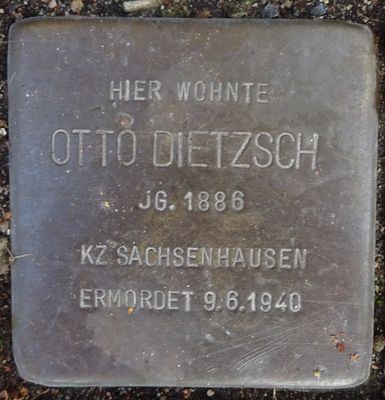 HIER WOHNTE
OTTO DIETZSCH
JG. 1886
KZ SACHSENHAUSEN
ERMORDET 9.6.1940